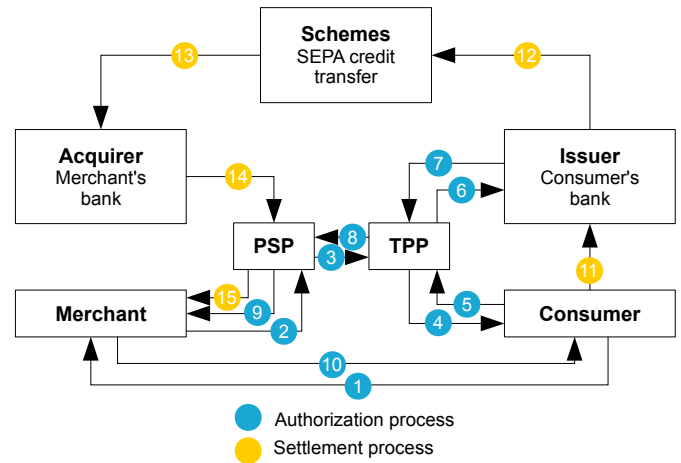 Schemes
SEPA credit
transfer
13
12
Acquirer
Merchant's
bank
Issuer
Consumer's
bank
7
14
6
PSP
TPP
8
3
11
15
5
Merchant
9
2
4
Consumer
10
1
Authorization process
Settlement process